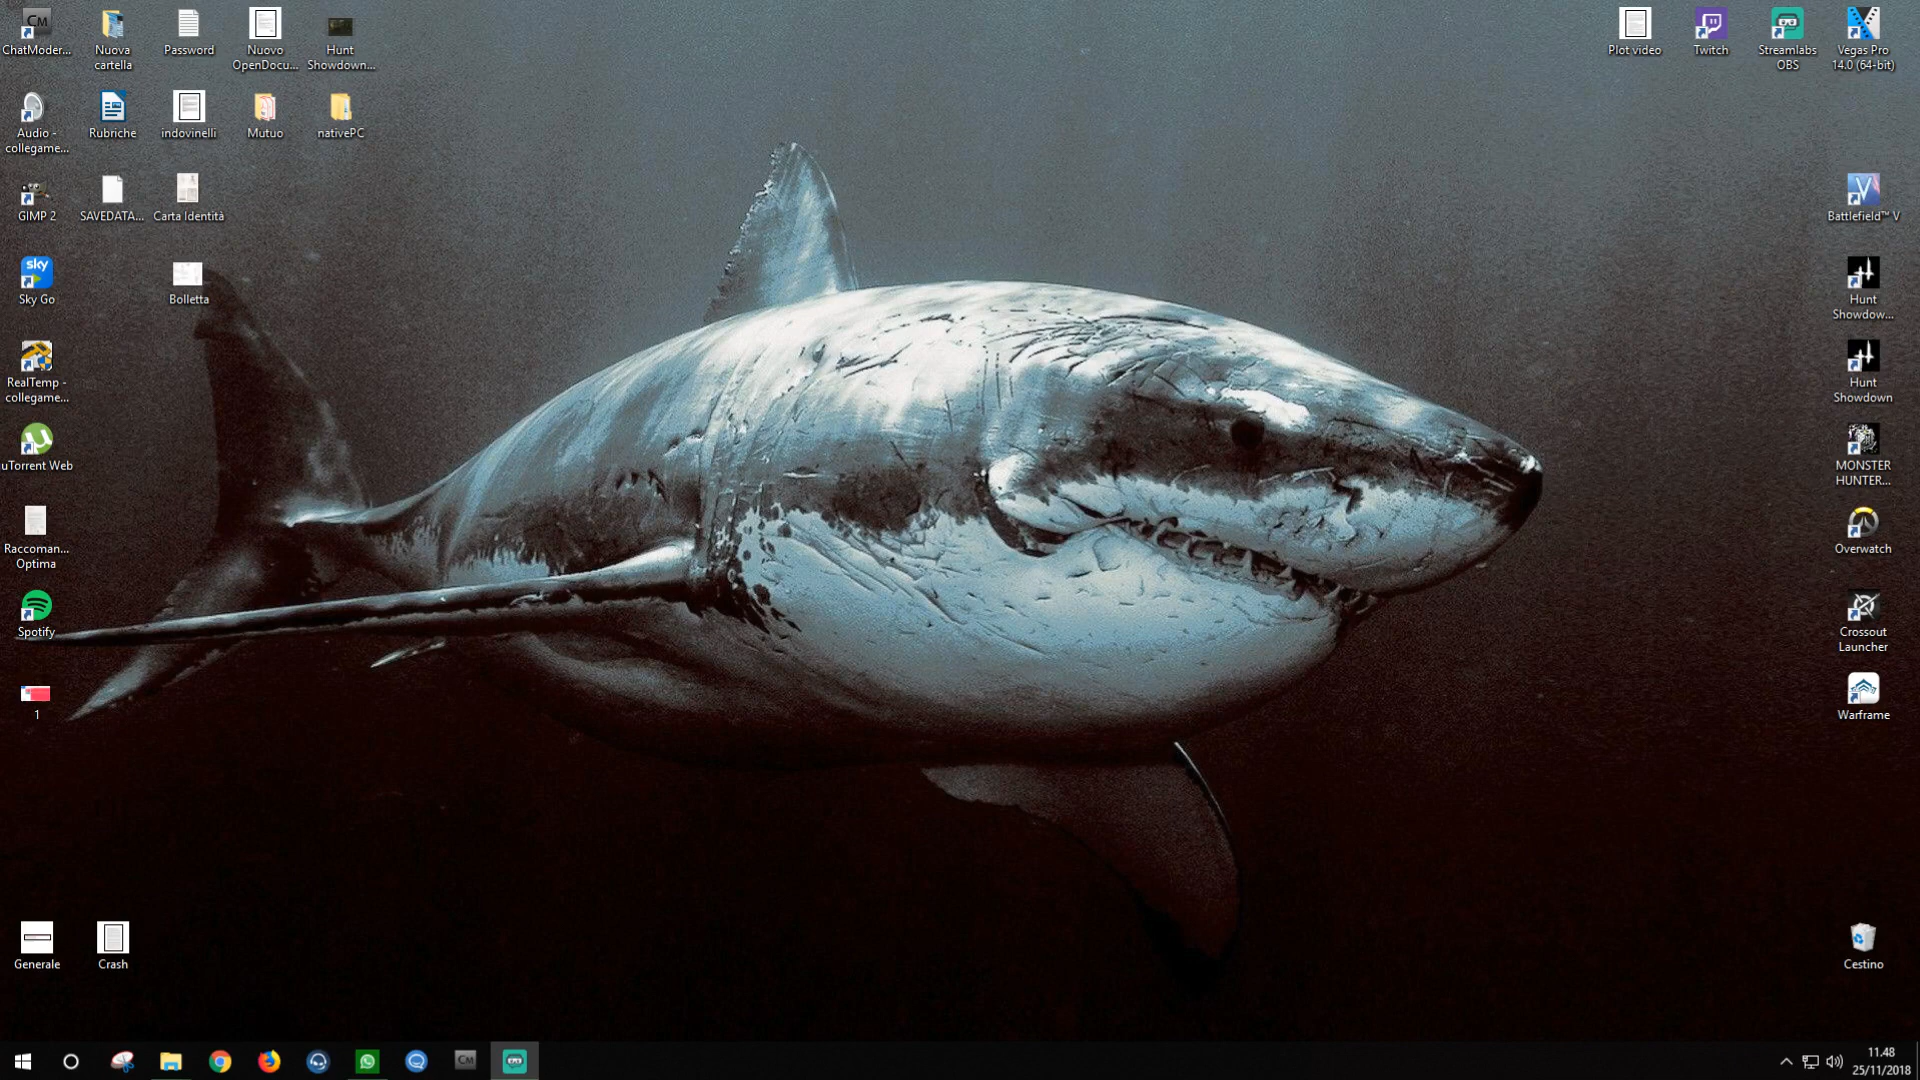 ChatModer...
Nuova
cartella
Password
Nuovo
OpenDocu...
Hunt
Showdown...
Plot video
Twitch
Streamlabs
OBS
Vegas Pro
14.0 (64-bit)
Audio -
collegame...
Rubriche
indovinelli
Mutuo
nativePC
GIMP 2
SAVEDATA...
Carta Identità
Battlefield™ V
sky
Sky Go
Bolletta
Hunt
Showdow...
RealTemp -
collegame...
Hunt
Showdown
uTorrent Web
MONSTER
HUNTER...
Raccoman...
Optima
Overwatch
Spotify
Crossout
Launcher
1
Warframe
Generale
Crash
Cestino
CM
11.48
25/11/2018